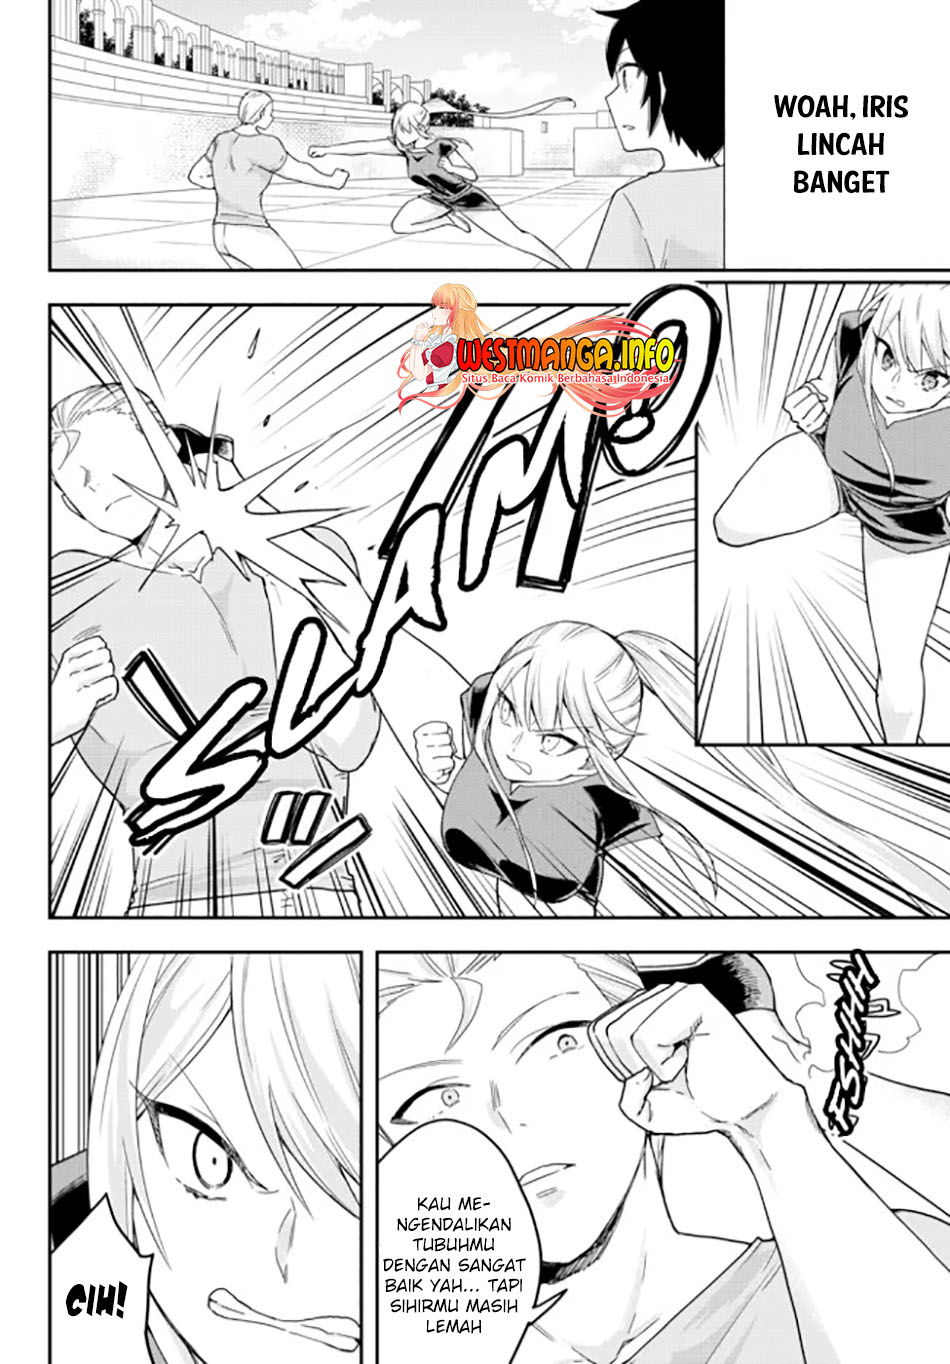 WOAH, IRIS
LINCAH
BANGET
WESTMANGA.INFO
Situs Baca Komik Berbahasa Indonesia
SLAM!
FSHHH
KAU ME-
NGENDALIKAN
TUBUHMU
DENGAN SANGAT
BAIK YAH... TAPI
SIHIRMU MASIH
LEMAH
CIH!